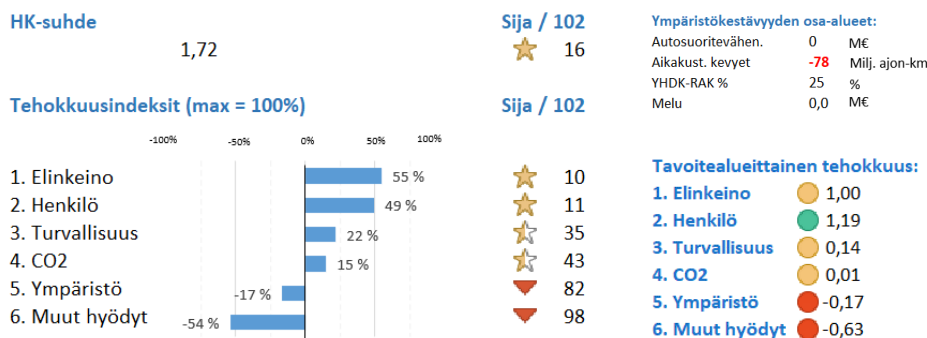 HK-suhde
Sija / 102
1,72
16
Tehokkuusindeksit (max = 100%)
Sija / 102
-100%
-50%
0%
50%
100%
1. Elinkeino 55 % 10
2. Henkilö 49 % 11
3. Turvallisuus 22 % 35
4. CO2 15 % 43
5. Ympäristö -17 % 82
6. Muut hyödyt -54 % 98
Ympäristökestävyyden osa-alueet:
Autosuoritevähen. 0 M€
Aikakust. kevyet -78 Milj. ajon-km
YHDK-RAK % 25 %
Melu 0,0 M€
Tavoitealueittainen tehokkuus:
1. Elinkeino 1,00
2. Henkilö 1,19
3. Turvallisuus 0,14
4. CO2 0,01
5. Ympäristö -0,17
6. Muut hyödyt -0,63